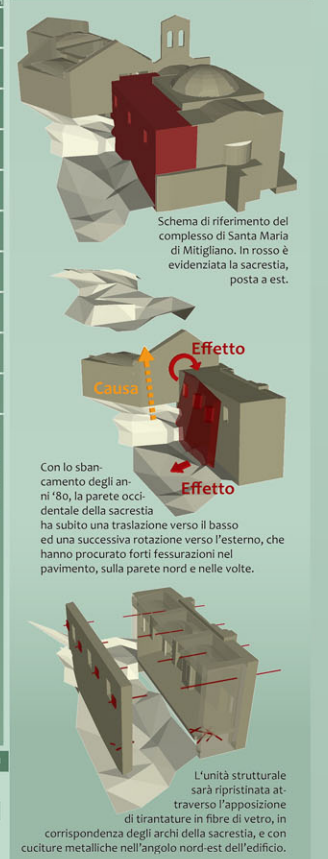 Schema di riferimento del
complesso di Santa Maria
di Mitigliano. In rosso è
evidenziata la sacrestia,
posta a est.
Effetto
Causa
Effetto
Con lo sban-
camento degli an-
ni ‘80, la parete occi-
dentale della sacrestia
ha subito una traslazione verso il basso
ed una successiva rotazione verso l'esterno, che
hanno procurato forti fessurazioni nel
pavimento, sulla parete nord e nelle volte.
L‘unità strutturale
sarà ripristinata at-
traverso l'apposizione
di tirantature in fibre di vetro, in
corrispondenza degli archi della sacrestia, e con
cuciture metalliche nell'angolo nord-est dell'edificio.